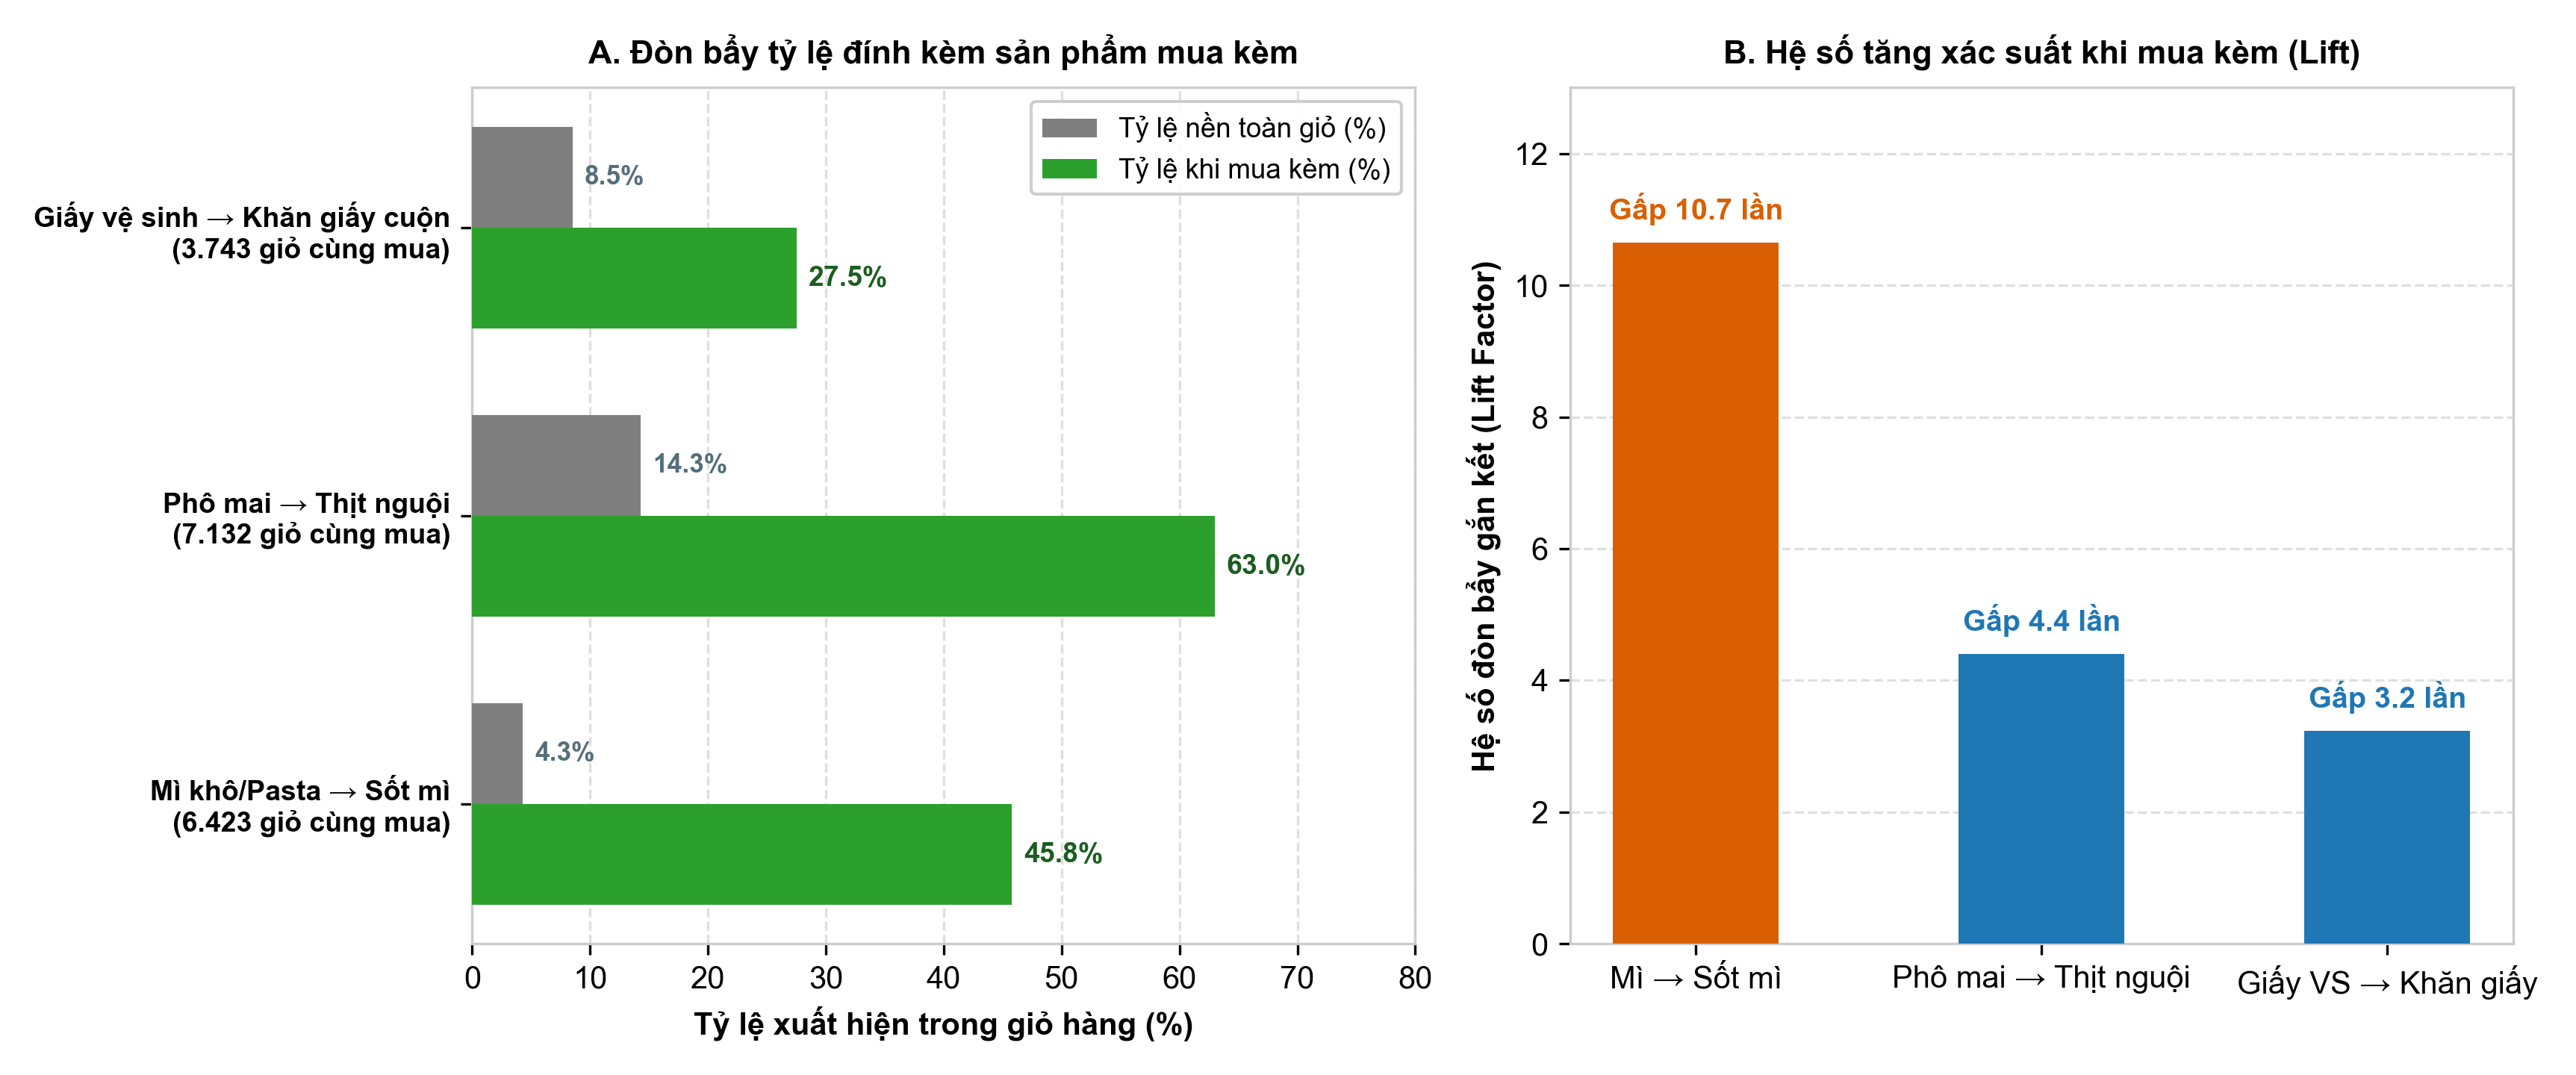 A. Đòn bẩy tỷ lệ đính kèm sản phẩm mua kèm
Tỷ lệ nền toàn giỏ (%)
Tỷ lệ khi mua kèm (%)
Giấy vệ sinh → Khăn giấy cuộn
(3.743 giỏ cùng mua)
8.5%
27.5%
Phô mai → Thịt nguội
(7.132 giỏ cùng mua)
14.3%
63.0%
Mì khô/Pasta → Sốt mì
(6.423 giỏ cùng mua)
4.3%
45.8%
0 10 20 30 40 50 60 70 80
Tỷ lệ xuất hiện trong giỏ hàng (%)
B. Hệ số tăng xác suất khi mua kèm (Lift)
Hệ số đòn bẩy gắn kết (Lift Factor)
12
10
8
6
4
2
0
Gấp 10.7 lần
Gấp 4.4 lần
Gấp 3.2 lần
Mì → Sốt mì
Phô mai → Thịt nguội
Giấy VS → Khăn giấy